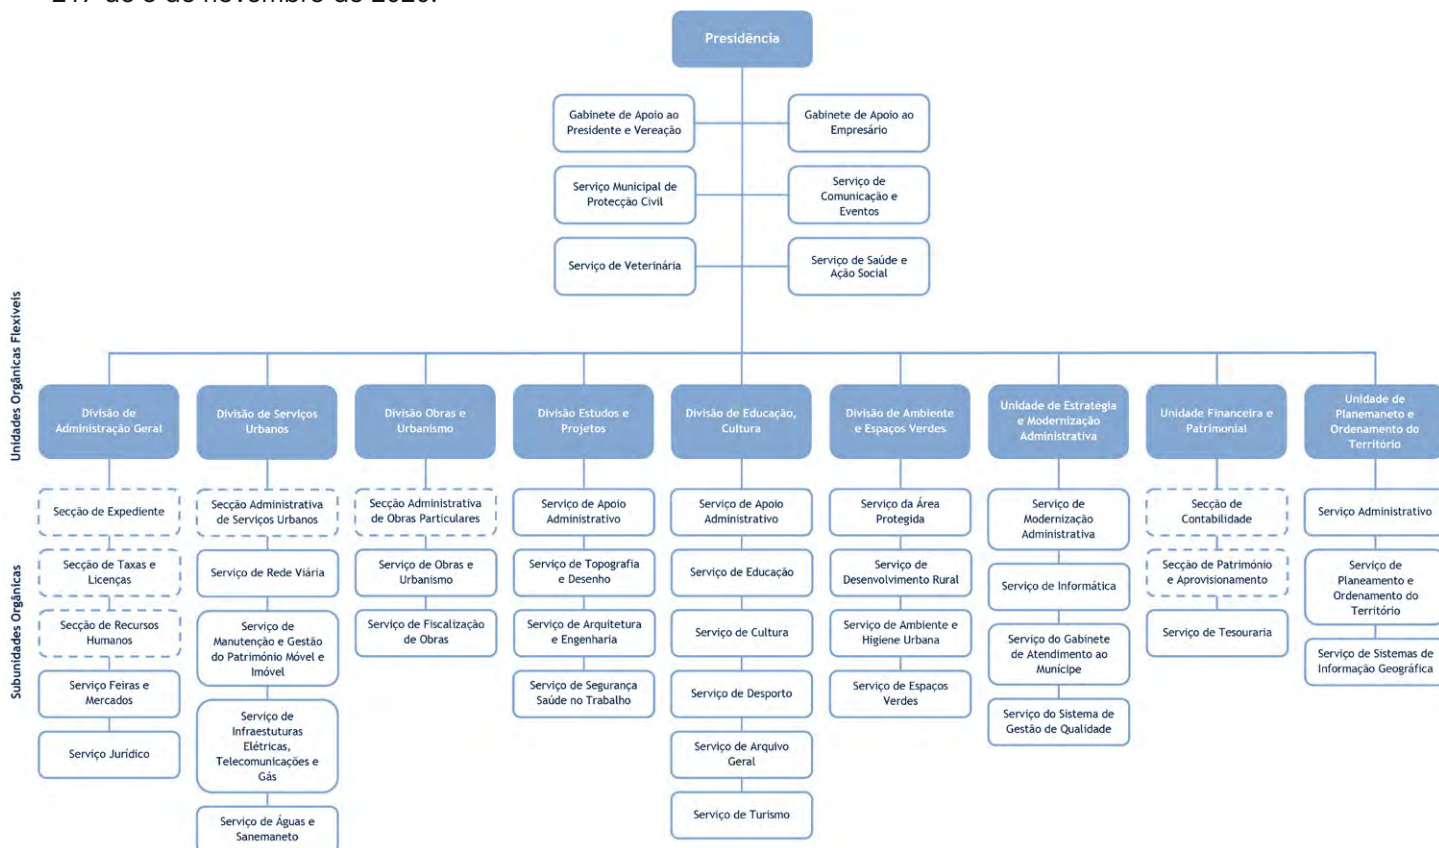 Presidência
Gabinete de Apoio ao
Presidente e Vereação
Gabinete de Apoio ao
Empresário
Serviço Municipal de
Protecção Civil
Serviço de
Comunicação e
Eventos
Serviço de Veterinária
Serviço de Saúde e
Ação Social
Unidades Orgânicas Flexíveis
Divisão de
Administração Geral
Divisão de Serviços
Urbanos
Divisão Obras e
Urbanismo
Divisão Estudos e
Projetos
Divisão de Educação,
Cultura
Divisão de Ambiente
e Espaços Verdes
Unidade de Estratégia
e Modernização
Administrativa
Unidade Financeira e
Patrimonial
Unidade de
Planemaneto e
Ordenamento do
Território
Subunidades Orgânicas
Secção de Expediente
Secção de Taxas e
Licenças
Secção de Recursos
Humanos
Serviço Feiras e
Mercados
Serviço Jurídico
Secção Administrativa
de Serviços Urbanos
Serviço de Rede Viária
Serviço de
Manutenção e Gestão
do Património Móvel e
Imóvel
Serviço de
Infraestuturas
Elétricas,
Telecomunicações e
Gás
Serviço de Águas e
Sanemaneto
Secção Administrativa
de Obras Particulares
Serviço de Obras e
Urbanismo
Serviço de Fiscalização
de Obras
Serviço de Apoio
Administrativo
Serviço de Topografia
e Desenho
Serviço de Arquitetura
e Engenharia
Serviço de Segurança
Saúde no Trabalho
Serviço de Apoio
Administrativo
Serviço de Educação
Serviço de Cultura
Serviço de Desporto
Serviço de Arquivo
Geral
Serviço de Turismo
Serviço da Área
Protegida
Serviço de
Desenvolvimento Rural
Serviço de Ambiente e
Higiene Urbana
Serviço de Espaços
Verdes
Serviço de
Modernização
Administrativa
Serviço de Informática
Serviço do Gabinete
de Atendimento ao
Munícipe
Serviço do Sistema de
Gestão de Qualidade
Secção de
Contabilidade
Secção de Património
e Aprovisionamento
Serviço de Tesouraria
Serviço Administrativo
Serviço de
Planeamento e
Ordenamento do
Território
Serviço de Sistemas de
Informação Geográfica